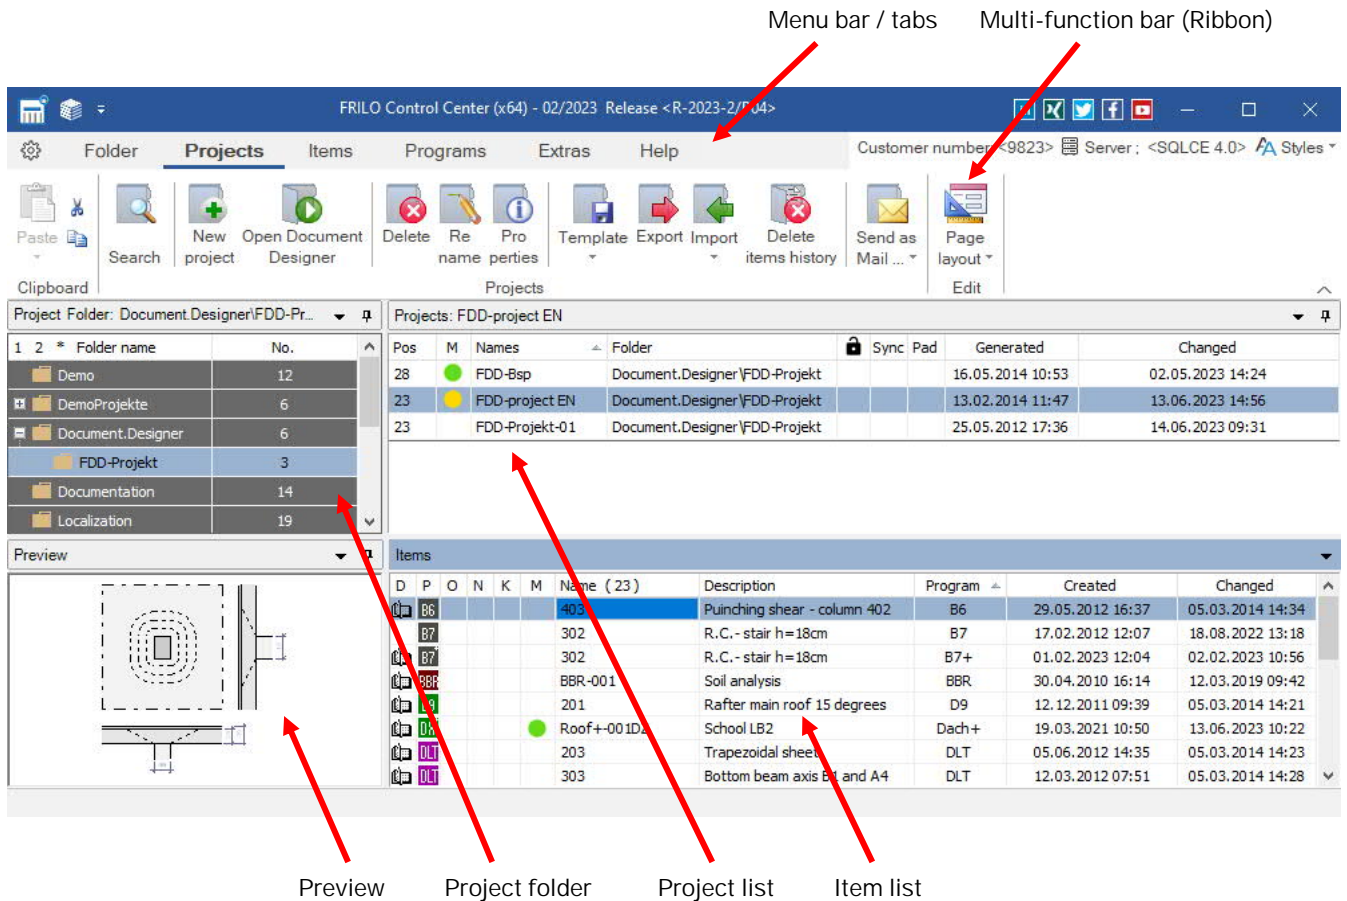 Menu bar / tabs Multi-function bar (Ribbon)
FRILO Control Center (x64) - 02/2023 Release <R-2023-2/P04>
Folder Projects Items Programs Extras Help Customer number: <9823> Server: <SQLCE 4.0> Styles
Paste Search New project Open Document Designer Delete Re name Pro perties Template Export Import Delete items history Send as Mail ... Page layout
Clipboard Projects Edit
Project Folder: Document.Designer\FDD-Pr... Projects: FDD-project EN
1 2 * Folder name No. Pos M Names Folder Sync Pad Generated Changed
Demo 12 28 FDD-Bsp Document.Designer\FDD-Projekt 16.05.2014 10:53 02.05.2023 14:24
DemoProjekte 6 23 FDD-project EN Document.Designer\FDD-Projekt 13.02.2014 11:47 13.06.2023 14:56
Document.Designer 6 23 FDD-Projekt-01 Document.Designer\FDD-Projekt 25.05.2012 17:36 14.06.2023 09:31
FDD-Projekt 3
Documentation 14
Localization 19
Preview Items
D P O N K M Name (23) Description Program Created Changed
B6 403 Puinching shear - column 402 B6 29.05.2012 16:37 05.03.2014 14:34
B7 302 R.C.- stair h=18cm B7 17.02.2012 12:07 18.08.2022 13:18
B7 302 R.C.- stair h=18cm B7+ 01.02.2023 12:04 02.02.2023 10:56
BBR BBR-001 Soil analysis BBR 30.04.2010 16:14 12.03.2019 09:42
201 Rafter main roof 15 degrees D9 12.12.2011 09:39 05.03.2014 14:21
Roof+-001DZ School LB2 Dach+ 19.03.2021 10:50 13.06.2023 10:22
DLT 203 Trapezoidal sheet DLT 05.06.2012 14:35 05.03.2014 14:23
DLT 303 Bottom beam axis B1 and A4 DLT 12.03.2012 07:51 05.03.2014 14:28
Preview Project folder Project list Item list